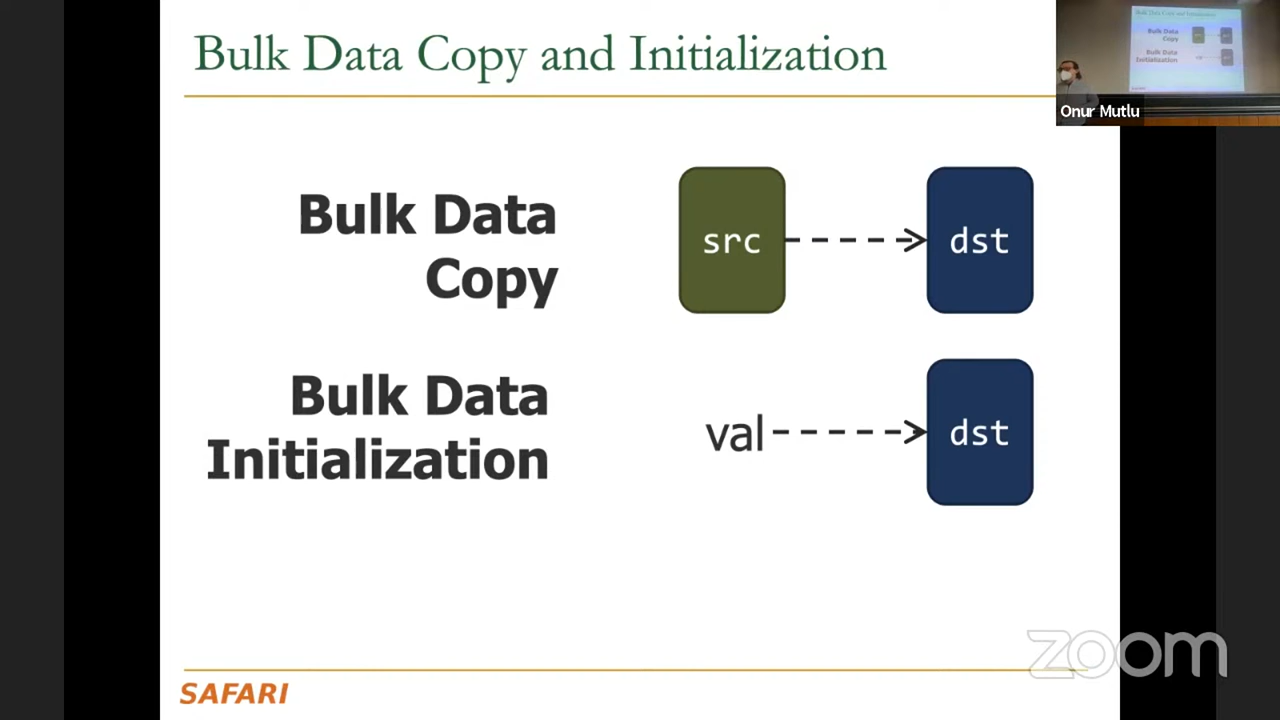 Bulk Data Copy and Initialization
Onur Mutlu
Bulk Data
Copy
src
dst
Bulk Data
Initialization
val
dst
zoom
SAFARI